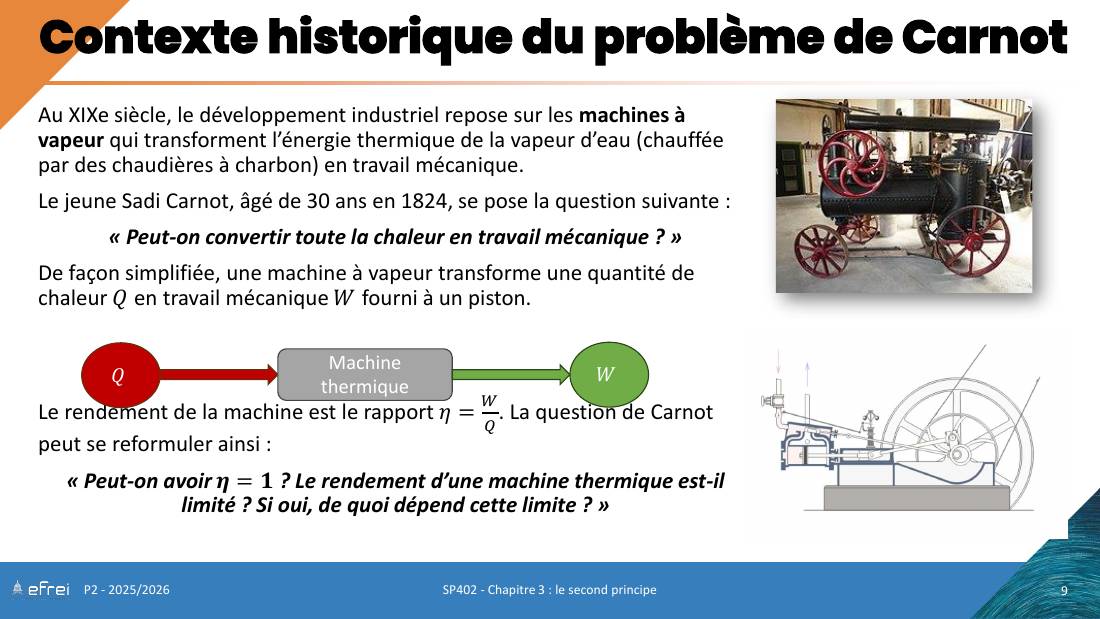 Contexte historique du problème de Carnot
Au XIXe siècle, le développement industriel repose sur les machines à
vapeur qui transforment l’énergie thermique de la vapeur d’eau (chauffée
par des chaudières à charbon) en travail mécanique.
Le jeune Sadi Carnot, âgé de 30 ans en 1824, se pose la question suivante :
« Peut-on convertir toute la chaleur en travail mécanique ? »
De façon simplifiée, une machine à vapeur transforme une quantité de
chaleur Q en travail mécanique W fourni à un piston.
Q
Machine
thermique
W
Le rendement de la machine est le rapport η = W/Q. La question de Carnot
peut se reformuler ainsi :
« Peut-on avoir η = 1 ? Le rendement d’une machine thermique est-il
limité ? Si oui, de quoi dépend cette limite ? »
efrei
P2 - 2025/2026
SP402 - Chapitre 3 : le second principe
9